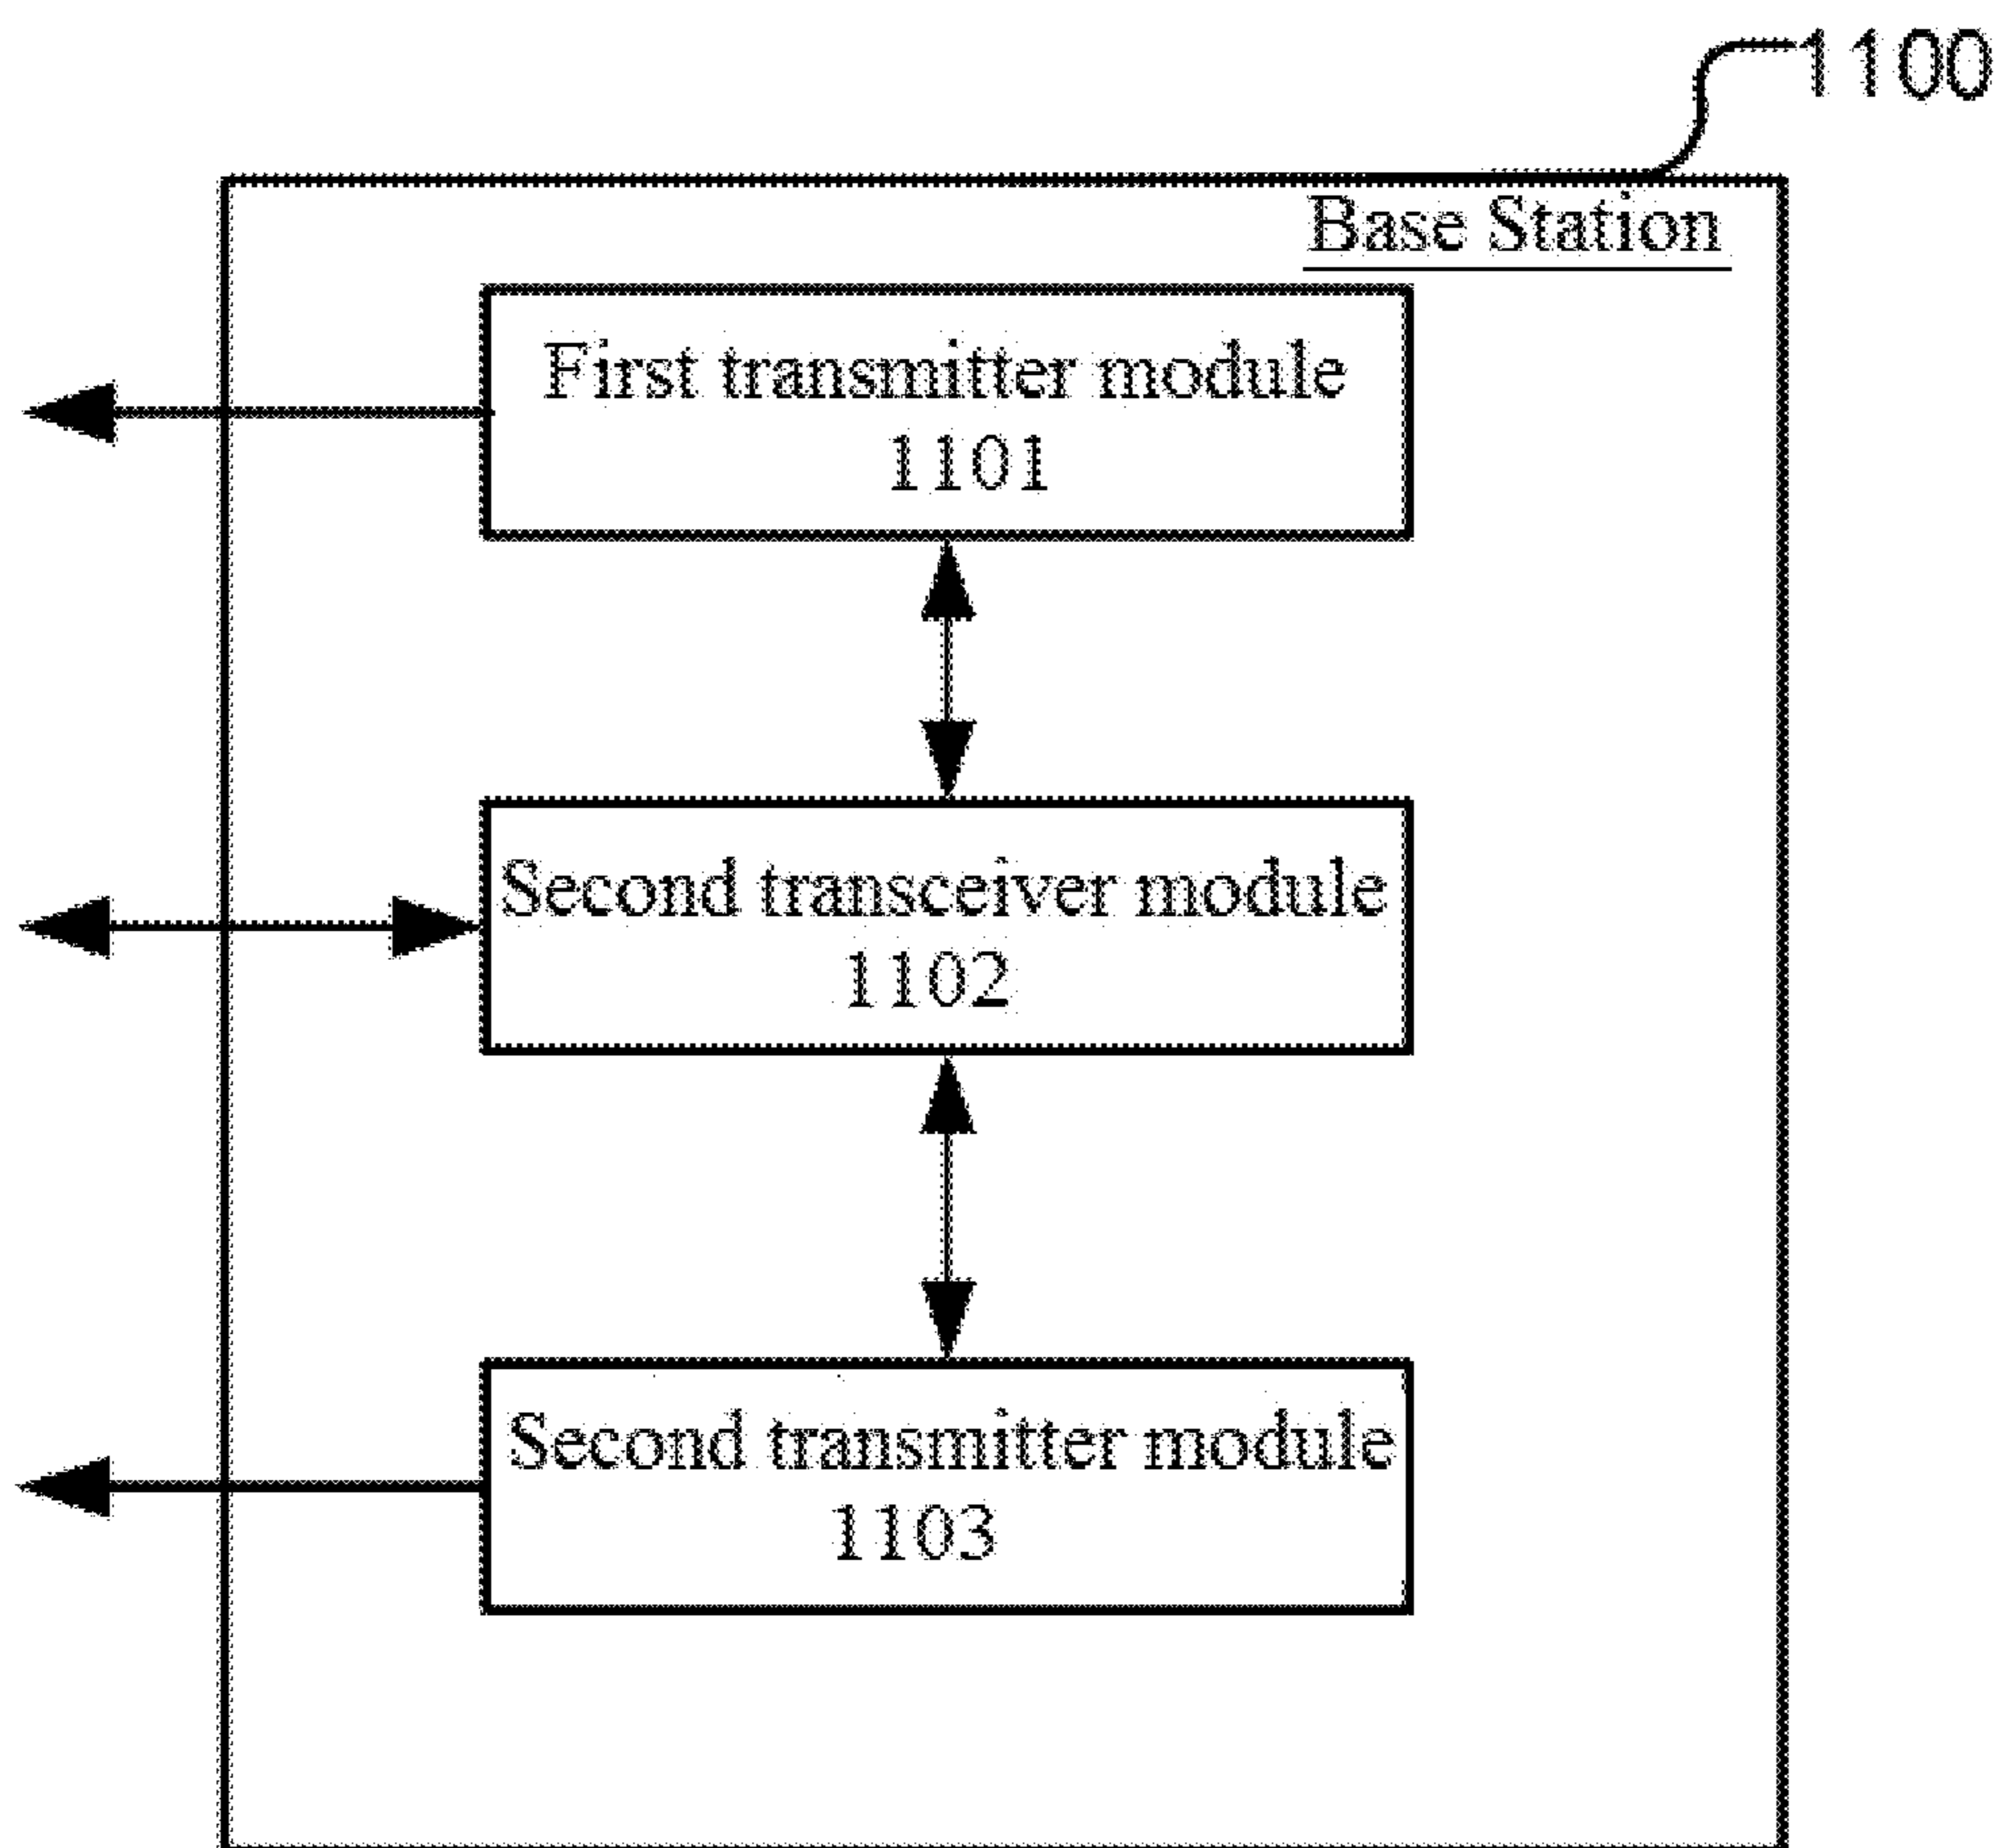 1100
Base Station
First transmitter module
1101
Second transceiver module
1102
Second transmitter module
1103